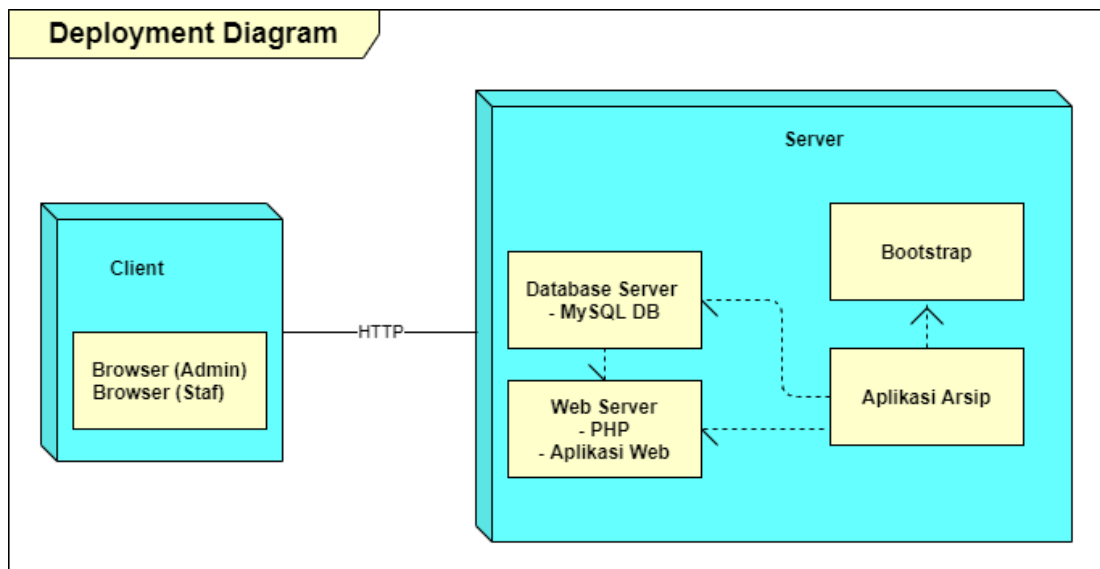 Deployment Diagram
Server
Client
Browser (Admin)
Browser (Staf)
HTTP
Database Server
- MySQL DB
Web Server
- PHP
- Aplikasi Web
Bootstrap
Aplikasi Arsip